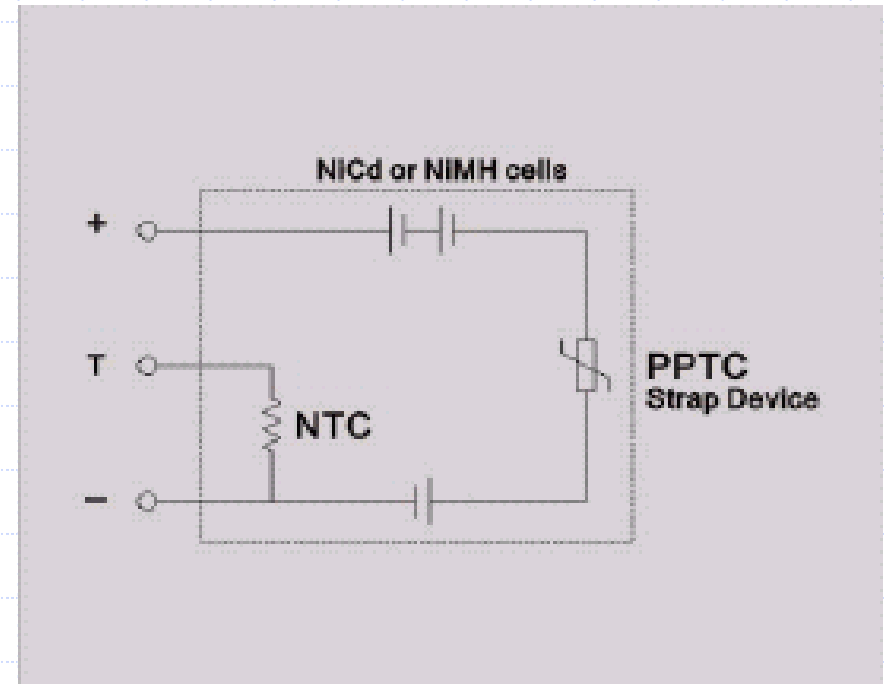 NiCd or NiMH cells
+
T
PPTC
Strap Device
NTC
−